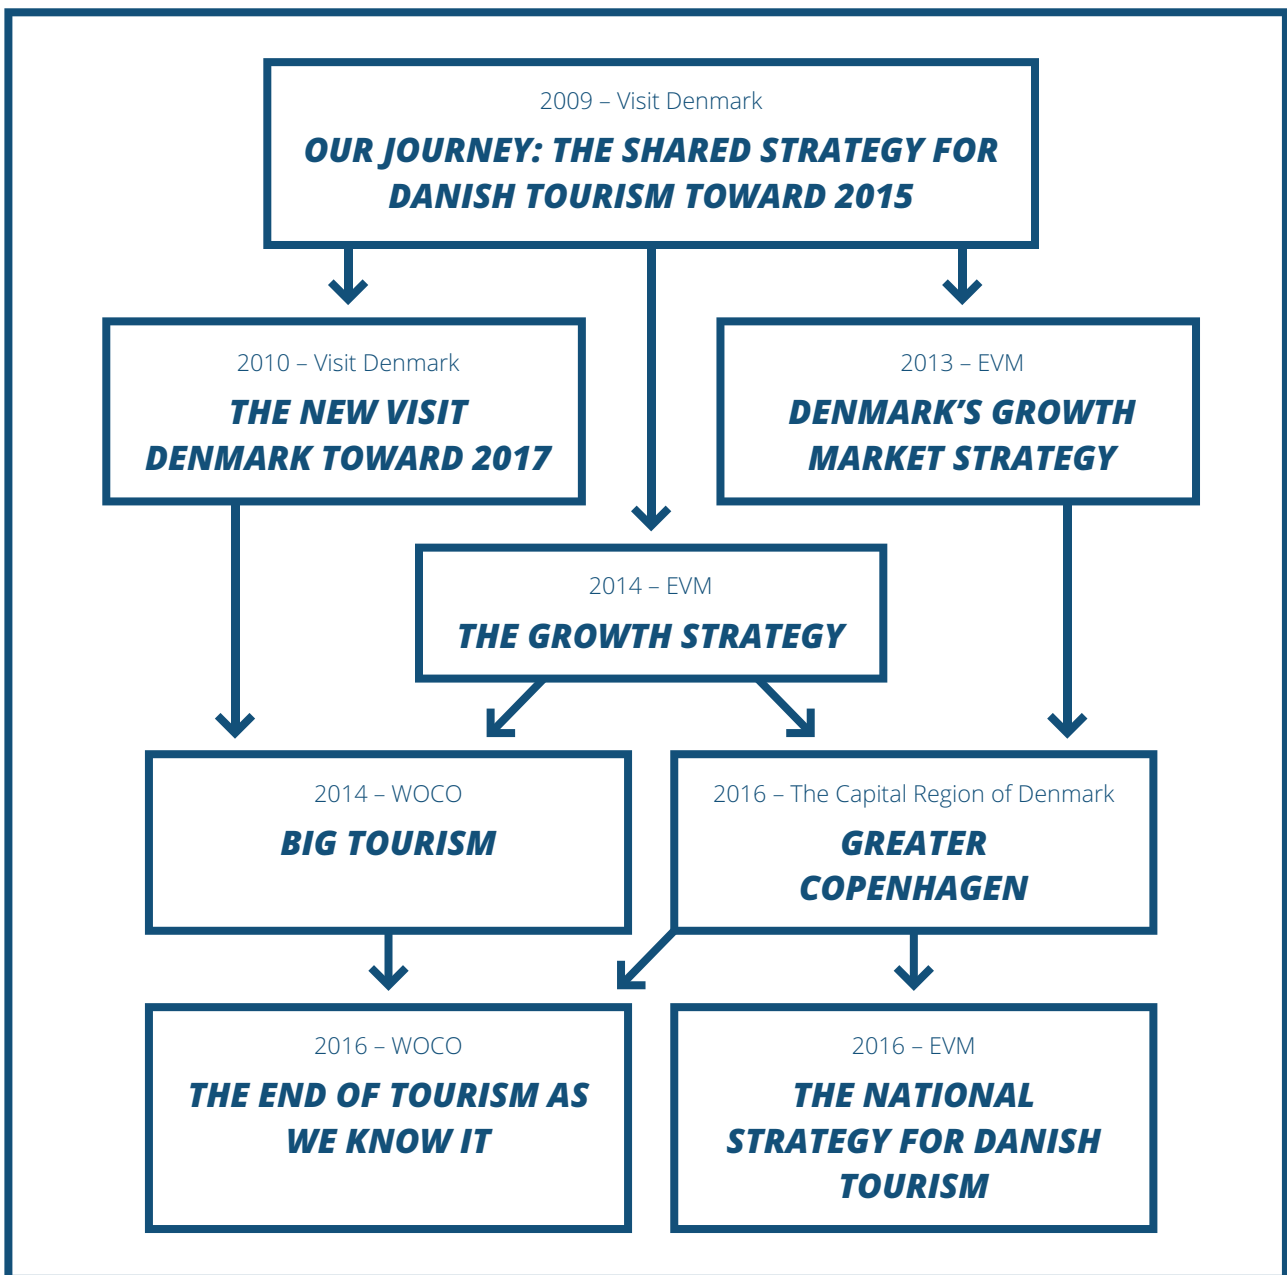 2009 – Visit Denmark
OUR JOURNEY: THE SHARED STRATEGY FOR
DANISH TOURISM TOWARD 2015
2010 – Visit Denmark
THE NEW VISIT
DENMARK TOWARD 2017
2013 – EVM
DENMARK’S GROWTH
MARKET STRATEGY
2014 – EVM
THE GROWTH STRATEGY
2014 – WOCO
BIG TOURISM
2016 – The Capital Region of Denmark
GREATER
COPENHAGEN
2016 – WOCO
THE END OF TOURISM AS
WE KNOW IT
2016 – EVM
THE NATIONAL
STRATEGY FOR DANISH
TOURISM